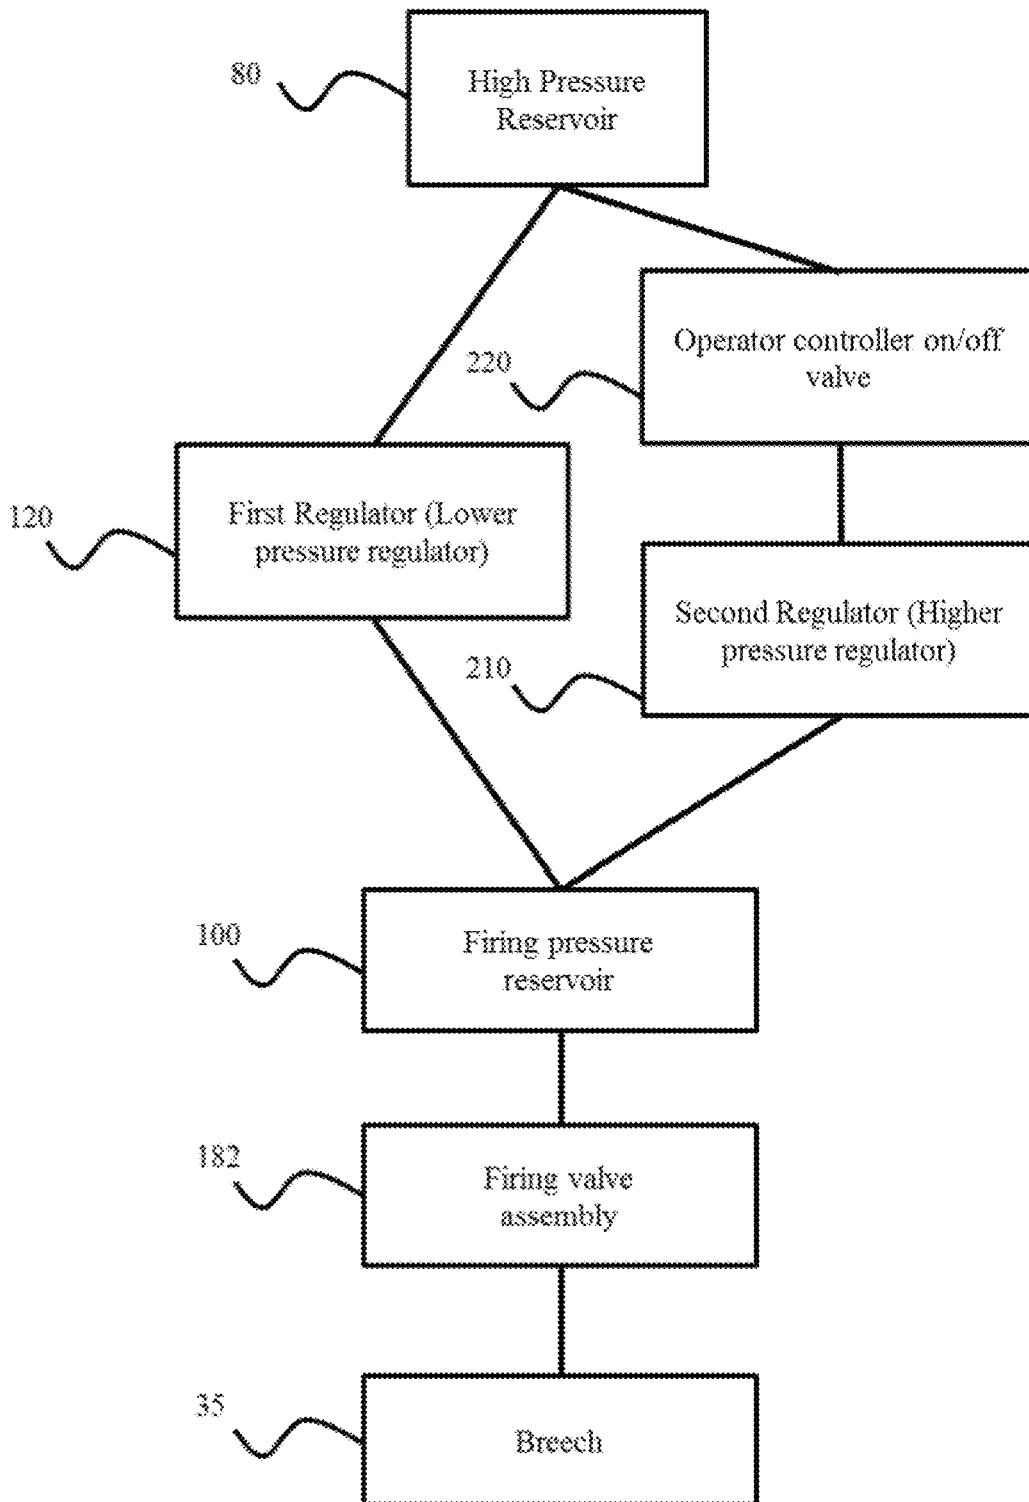 80
High Pressure
Reservoir
220
Operator controller on/off
valve
120
First Regulator (Lower
pressure regulator)
210
Second Regulator (Higher
pressure regulator)
100
Firing pressure
reservoir
182
Firing valve
assembly
35
Breech